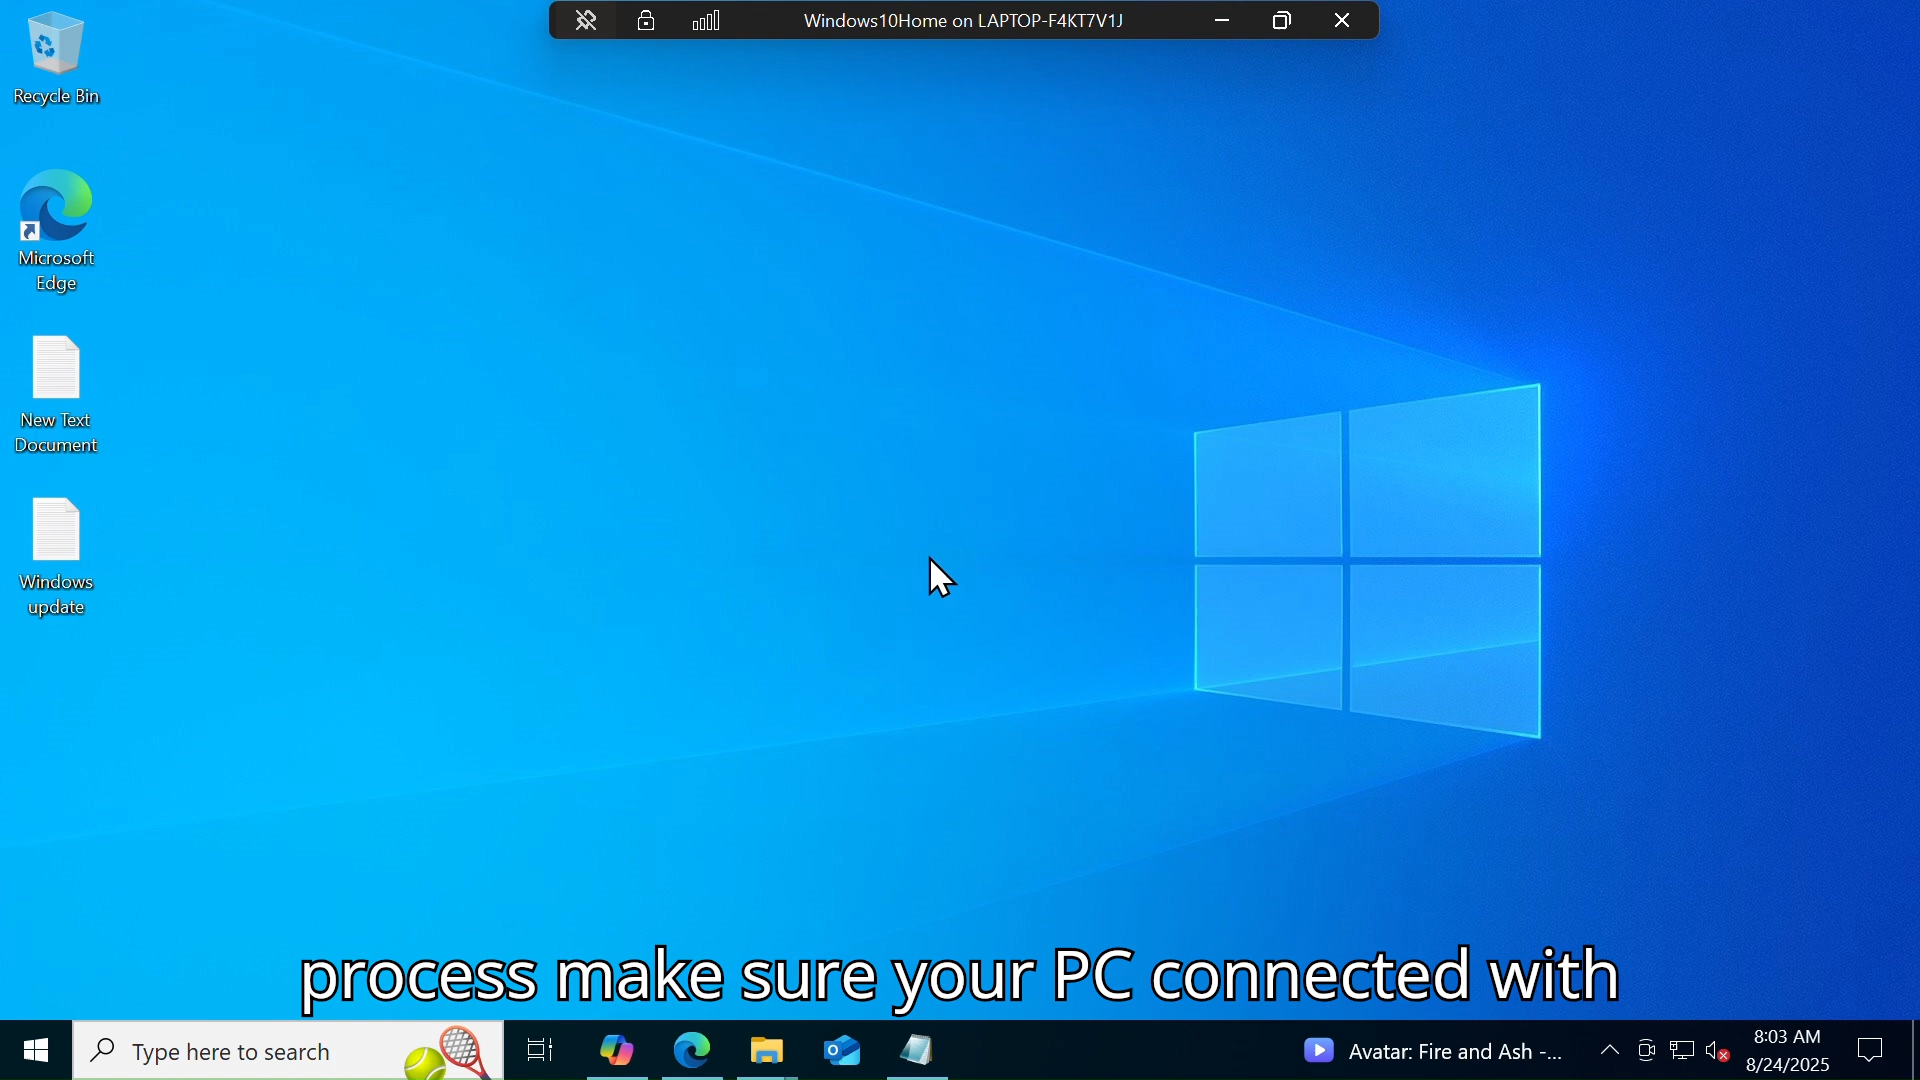 Windows10Home on LAPTOP-F4KT7V1J
Recycle Bin
Microsoft
Edge
New Text
Document
Windows
update
process make sure your PC connected with
Type here to search
Avatar: Fire and Ash -...
8:03 AM
8/24/2025